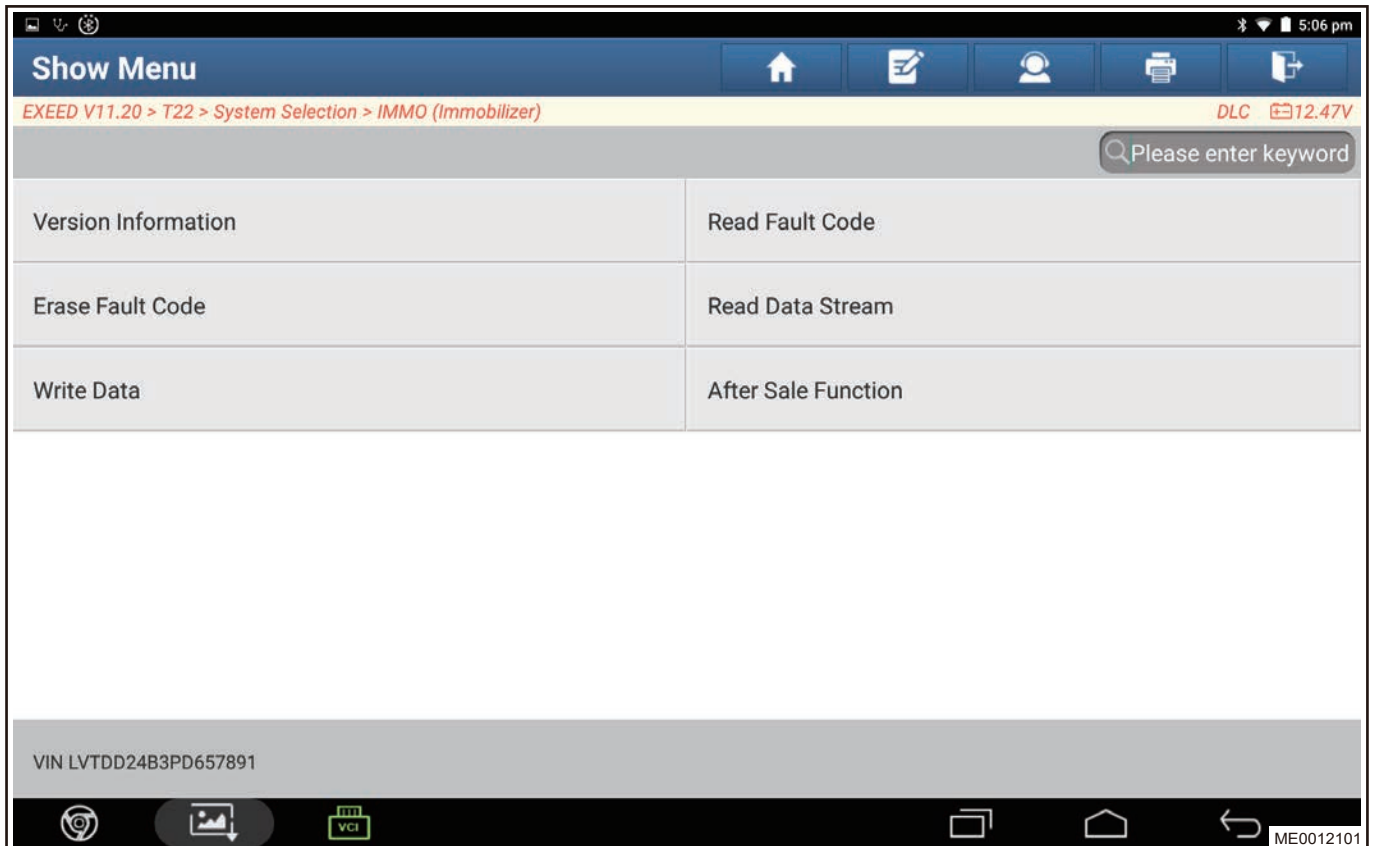 5:06 pm
Show Menu
EXEED V11.20 > T22 > System Selection > IMMO (Immobilizer)
DLC 12.47V
Please enter keyword
Version Information
Read Fault Code
Erase Fault Code
Read Data Stream
Write Data
After Sale Function
VIN LVTDD24B3PD657891
VCI
ME0012101